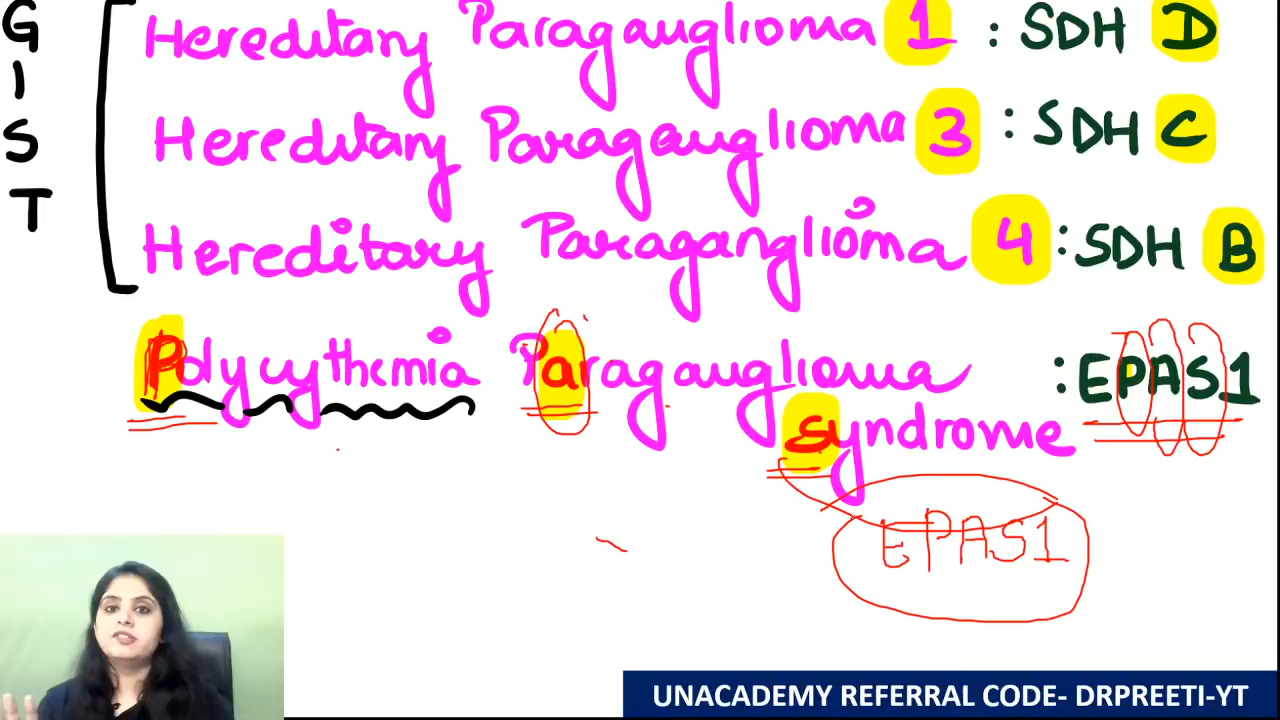 G
I
S
T
Hereditary Paraganglioma 1 : SDH D
Hereditary Paraganglioma 3 : SDH C
Hereditary Paraganglioma 4 : SDH B
Polycythemia Paraganglioma : EPAS1
Syndrome
EPAS1
UNACADEMY REFERRAL CODE- DRPREETI-YT